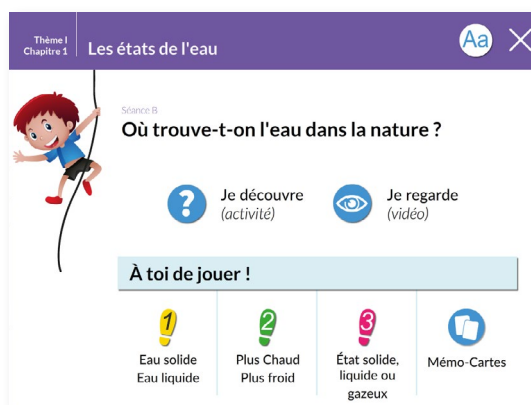 Thème I
Chapitre 1
Les états de l'eau
Aa
Séance B
Où trouve-t-on l'eau dans la nature ?
?
Je découvre
(activité)
Je regarde
(vidéo)
À toi de jouer !
1
Eau solide
Eau liquide
2
Plus Chaud
Plus froid
3
État solide,
liquide ou
gazeux
Mémo-Cartes